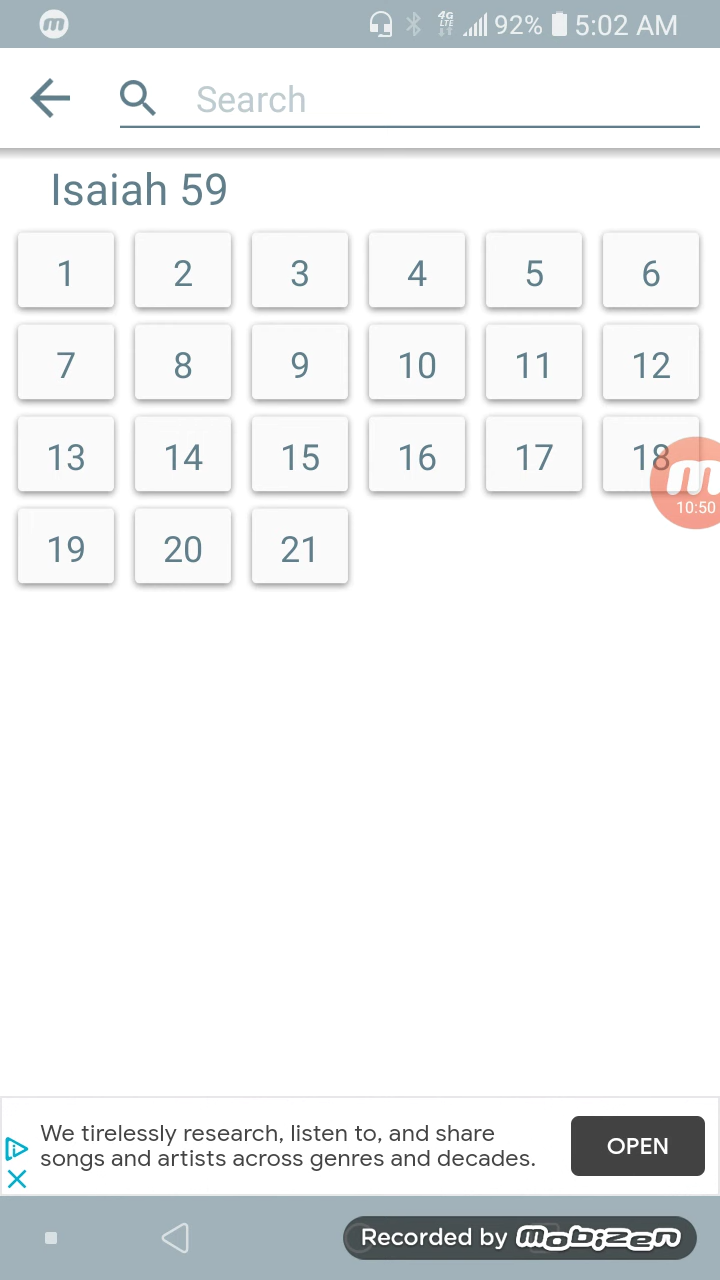 4G
LTE
92%
5:02 AM
Search
Isaiah 59
1 2 3 4 5 6
7 8 9 10 11 12
13 14 15 16 17 18
10:50
19 20 21
We tirelessly research, listen to, and share
songs and artists across genres and decades.
OPEN
Recorded by mobizen